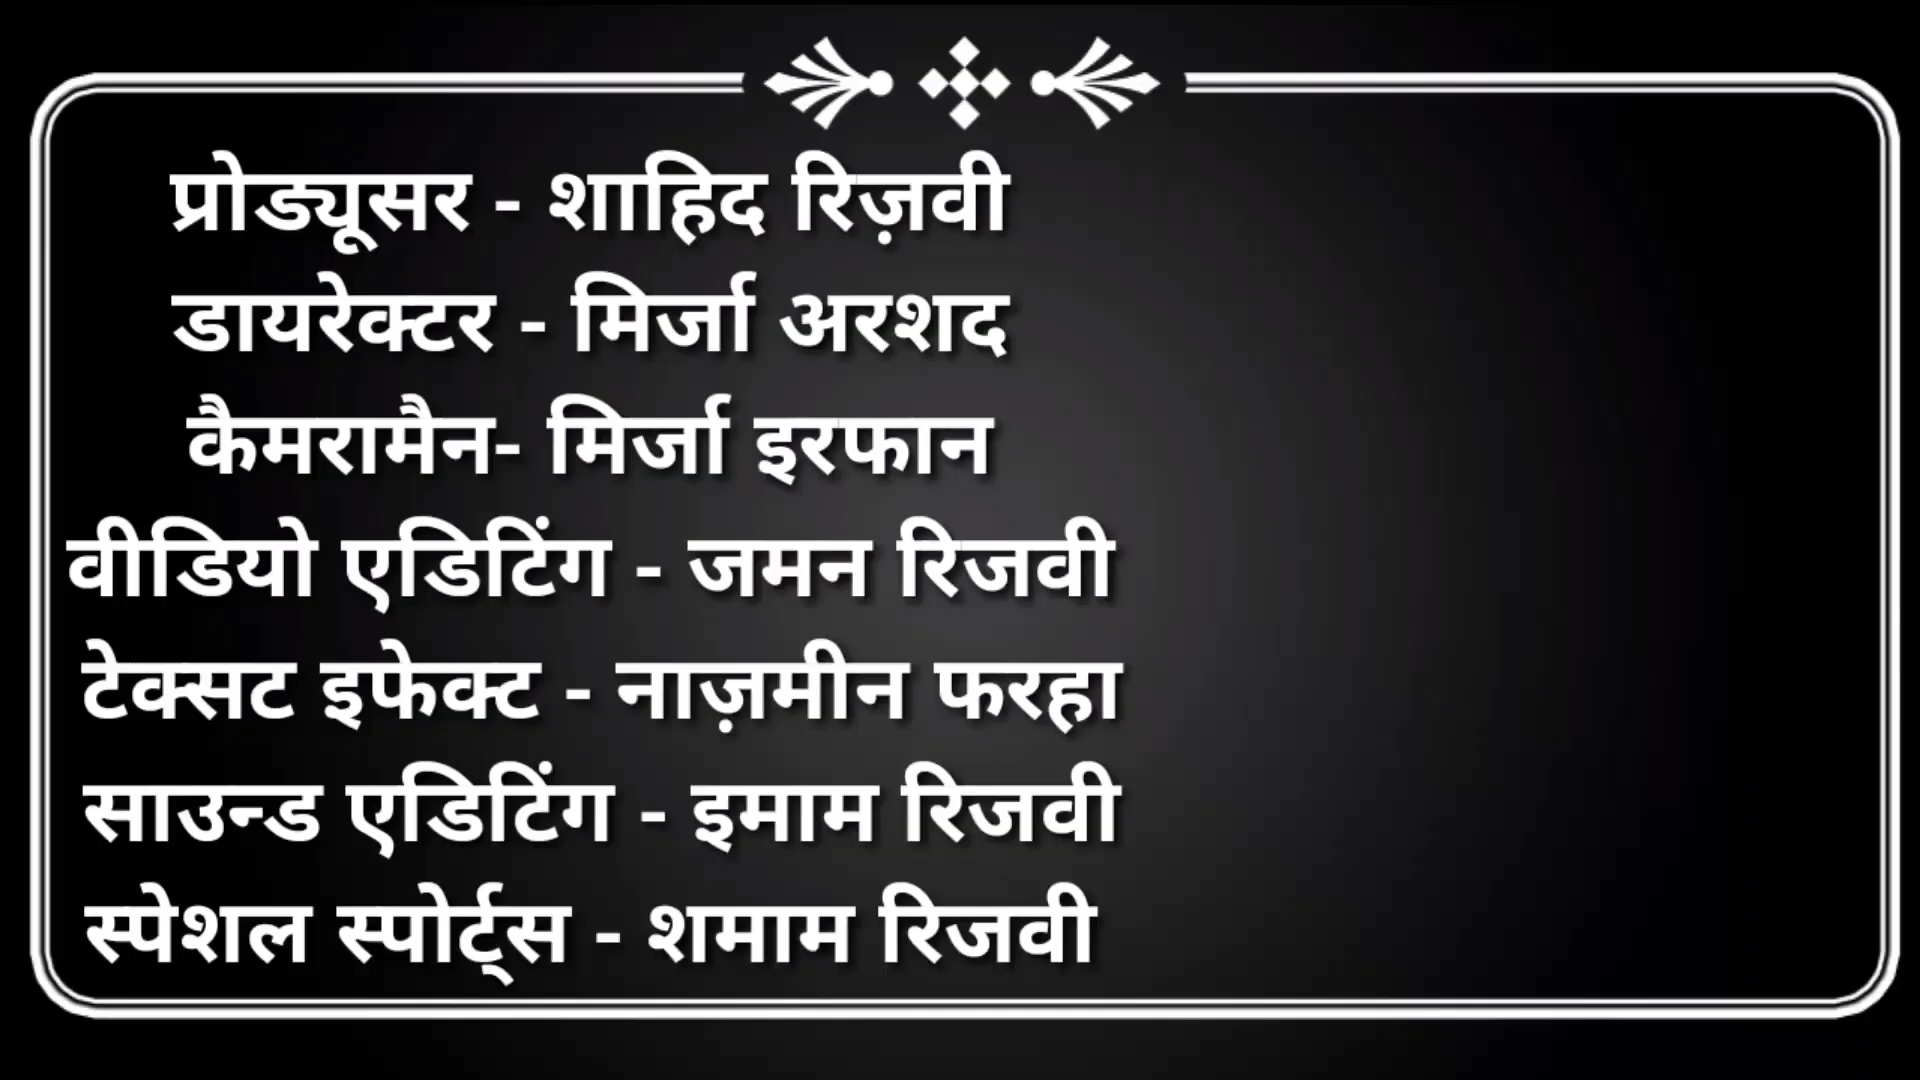 प्रोड्यूसर - शाहिद रिज़वी
डायरेक्टर - मिर्जा अरशद
कैमरामैन- मिर्जा इरफान
वीडियो एडिटिंग - जमन रिजवी
टेक्सट इफेक्ट - नाज़मीन फरहा
साउन्ड एडिटिंग - इमाम रिजवी
स्पेशल स्पोर्ट्स - शमाम रिजवी